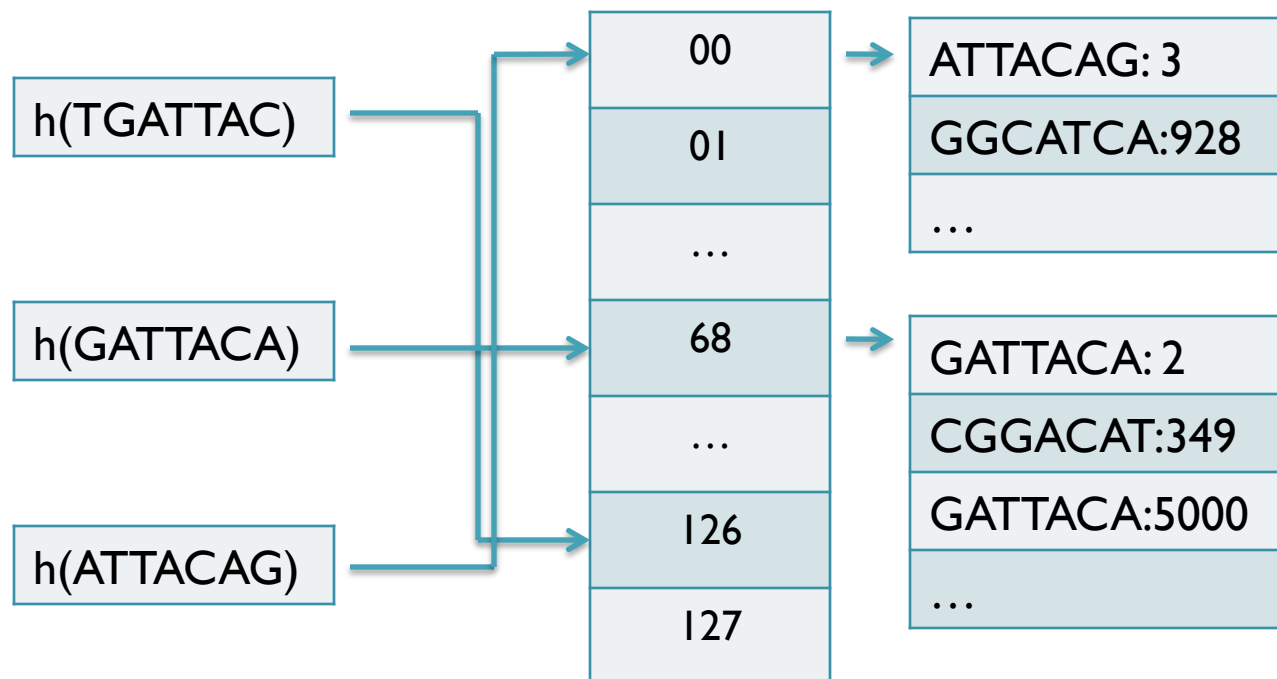 h(TGATTAC)
h(GATTACA)
h(ATTACAG)
00
01
…
68
…
126
127
ATTACAG: 3
GGCATCA:928
…
GATTACA: 2
CGGACAT:349
GATTACA:5000
…